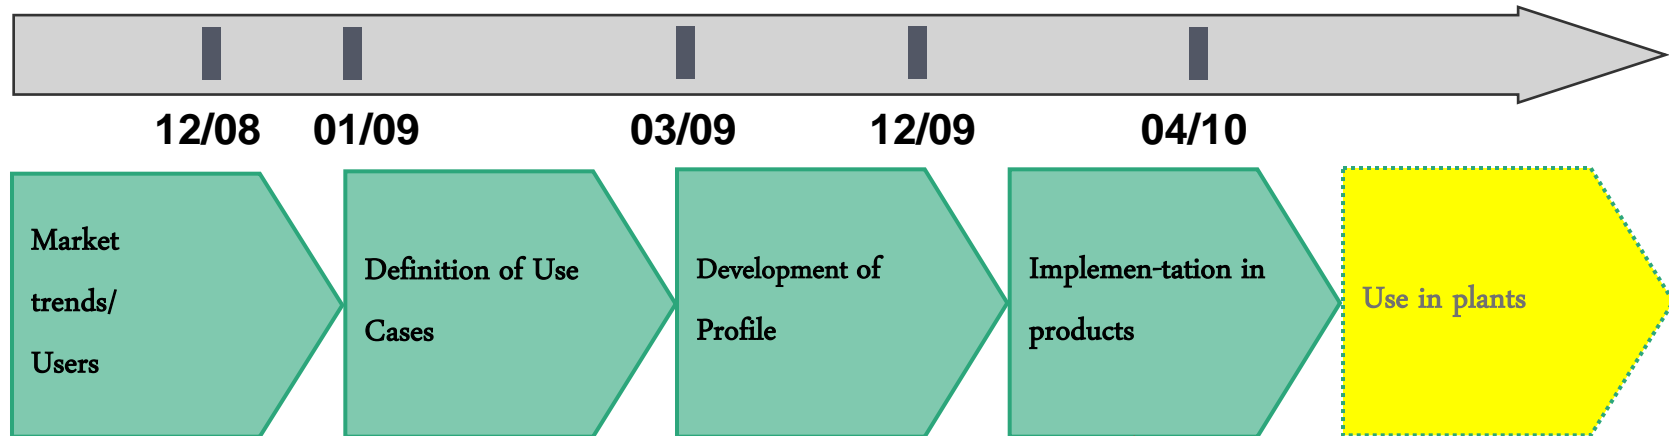 12/08 01/09 03/09 12/09 04/10
Market
trends/
Users
Definition of Use
Cases
Development of
Profile
Implemen-tation in
products
Use in plants